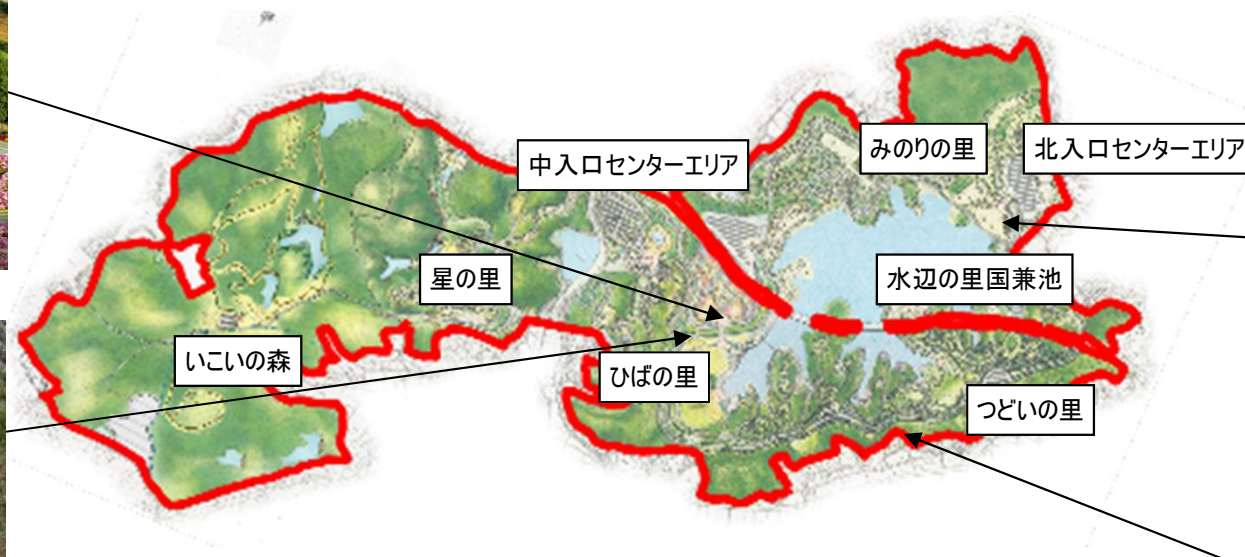 中入口センターエリア
みのりの里
北入口センターエリア
星の里
水辺の里国兼池
いこいの森
ひばの里
つどいの里